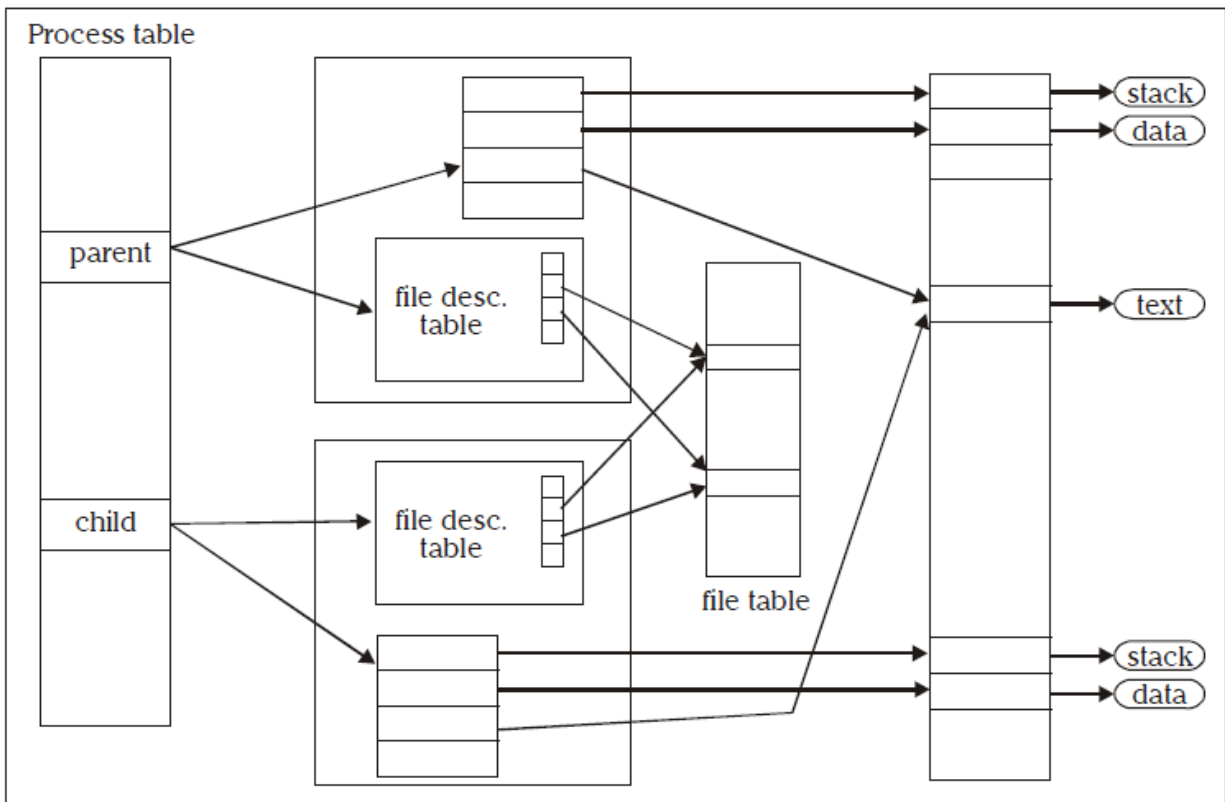 Process table
stack
data
parent
file desc.
table
text
child
file desc.
table
file table
stack
data